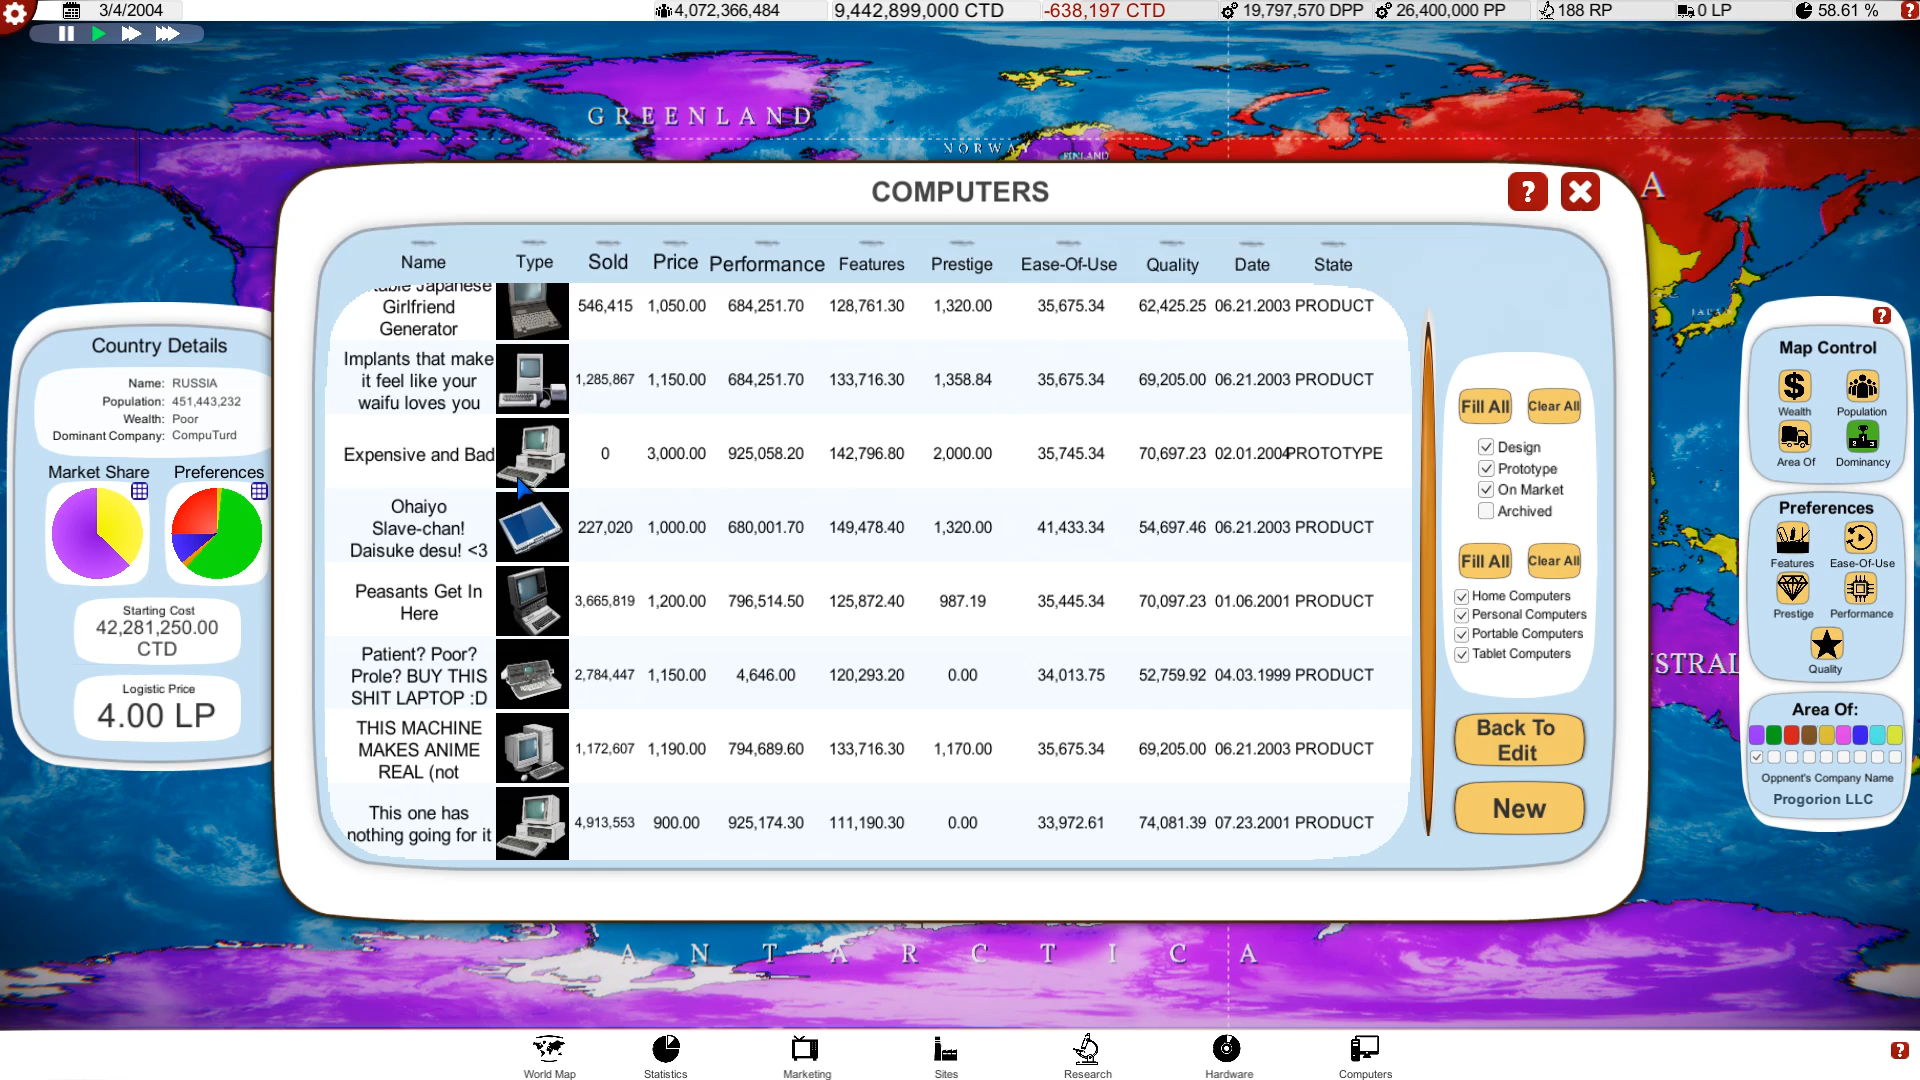 3/4/2004
4,072,366,484
9,442,899,000 CTD
-638,197 CTD
19,797,570 DPP
26,400,000 PP
188 RP
0 LP
58.61 %
?
GREENLAND
NORWAY
FINLAND
A
COMPUTERS
?
Name Type Sold Price Performance Features Prestige Ease-Of-Use Quality Date State
Japanese
Girlfriend
Generator
546,415 1,050.00 684,251.70 128,761.30 1,320.00 35,675.34 62,425.25 06.21.2003 PRODUCT
Implants that make
it feel like your
waifu loves you
1,285,867 1,150.00 684,251.70 133,716.30 1,358.84 35,675.34 69,205.00 06.21.2003 PRODUCT
Expensive and Bad
0 3,000.00 925,058.20 142,796.80 2,000.00 35,745.34 70,697.23 02.01.2004 PROTOTYPE
Ohaiyo
Slave-chan!
Daisuke desu! <3
227,020 1,000.00 680,001.70 149,478.40 1,320.00 41,433.34 54,697.46 06.21.2003 PRODUCT
Peasants Get In
Here
3,665,819 1,200.00 796,514.50 125,872.40 987.19 35,445.34 70,097.23 01.06.2001 PRODUCT
Patient? Poor?
Prole? BUY THIS
SHIT LAPTOP :D
2,784,447 1,150.00 4,646.00 120,293.20 0.00 34,013.75 52,759.92 04.03.1999 PRODUCT
THIS MACHINE
MAKES ANIME
REAL (not
1,172,607 1,190.00 794,689.60 133,716.30 1,170.00 35,675.34 69,205.00 06.21.2003 PRODUCT
This one has
nothing going for it
4,913,553 900.00 925,174.30 111,190.30 0.00 33,972.61 74,081.39 07.23.2001 PRODUCT
Fill All Clear All
Design
Prototype
On Market
Archived
Fill All Clear All
Home Computers
Personal Computers
Portable Computers
Tablet Computers
Back To
Edit
New
Country Details
Name: RUSSIA
Population: 451,443,232
Wealth: Poor
Dominant Company: CompuTurd
Market Share Preferences
Starting Cost
42,281,250.00
CTD
Logistic Price
4.00 LP
JAPAN
STRAL
?
Map Control
Wealth Population
Area Of Dominancy
Preferences
Features Ease-Of-Use
Prestige Performance
Quality
Area Of:
Oppnent's Company Name
Progorion LLC
ANTARCTICA
World Map
Statistics
Marketing
Sites
Research
Hardware
Computers
?